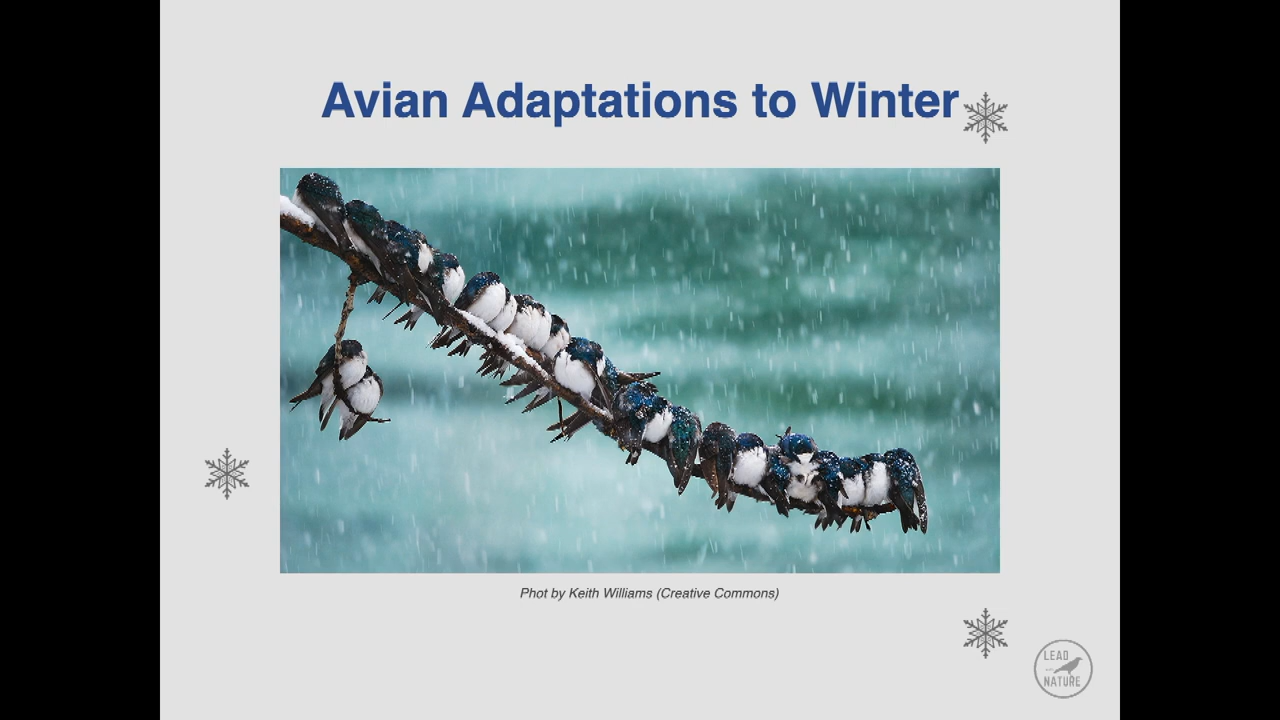 Avian Adaptations to Winter
Phot by Keith Williams (Creative Commons)
LEAD
NATURE